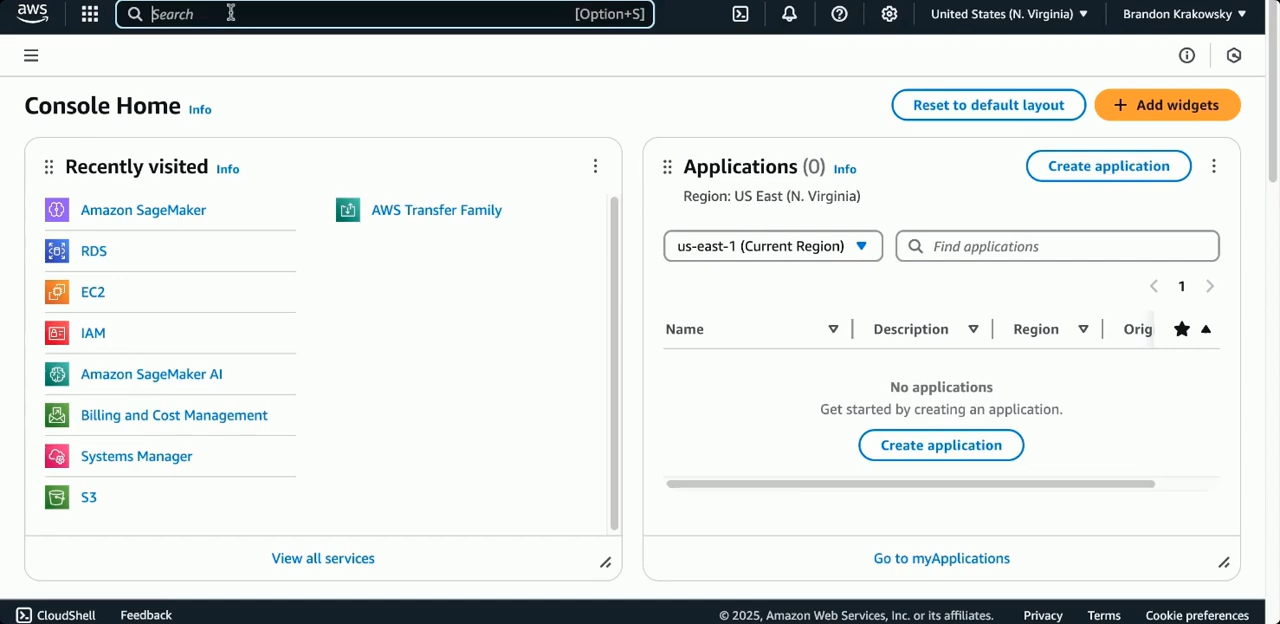 aws
Search [Option+S] United States (N. Virginia) Brandon Krakowsky
Console Home Info
Reset to default layout
Add widgets
Recently visited Info
Amazon SageMaker
RDS
EC2
IAM
Amazon SageMaker AI
Billing and Cost Management
Systems Manager
S3
AWS Transfer Family
View all services
Applications (0) Info
Create application
Region: US East (N. Virginia)
us-east-1 (Current Region)
Find applications
1
Name Description Region Orig
No applications
Get started by creating an application.
Create application
Go to myApplications
CloudShell Feedback © 2025, Amazon Web Services, Inc. or its affiliates. Privacy Terms Cookie preferences